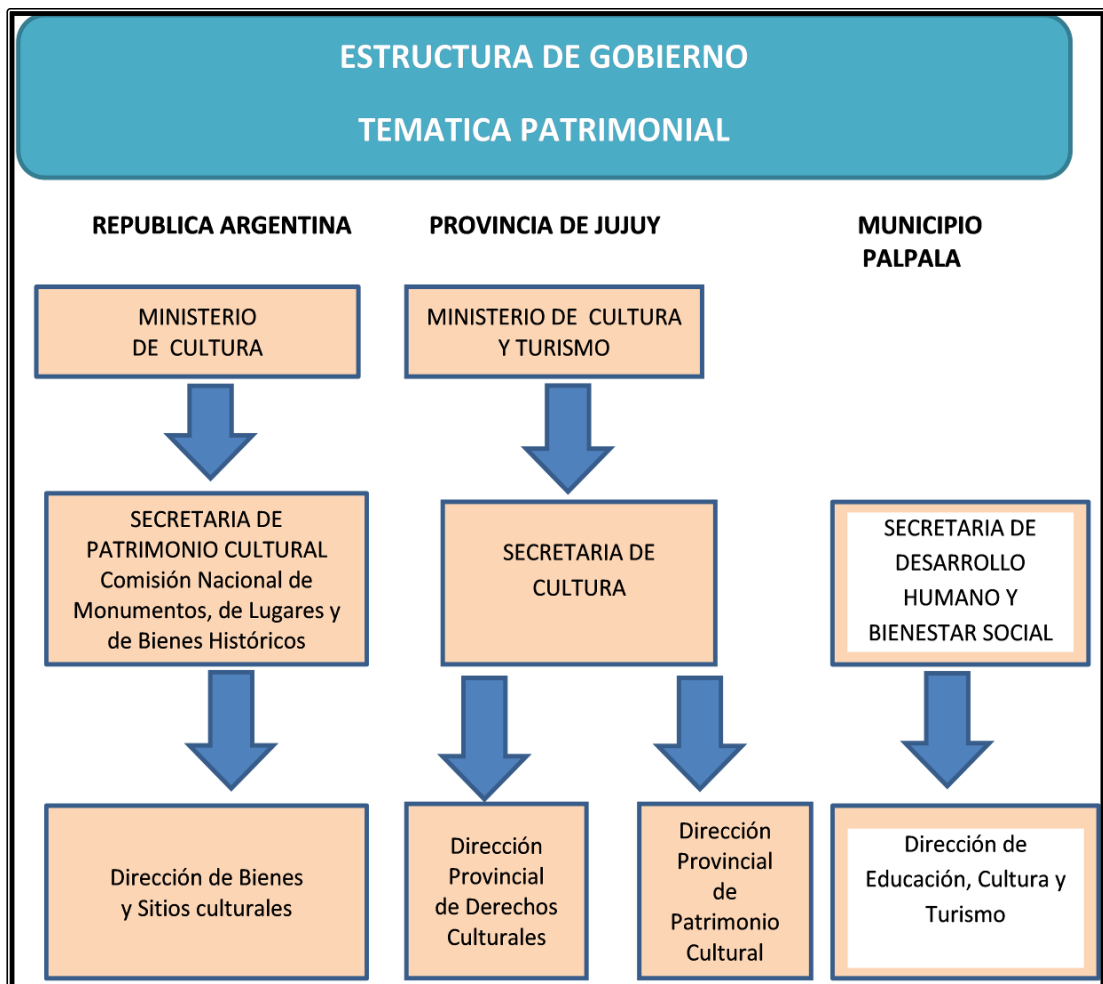 ESTRUCTURA DE GOBIERNO
TEMATICA PATRIMONIAL
REPUBLICA ARGENTINA
PROVINCIA DE JUJUY
MUNICIPIO
PALPALA
MINISTERIO
DE CULTURA
MINISTERIO DE CULTURA
Y TURISMO
SECRETARIA DE
PATRIMONIO CULTURAL
Comisión Nacional de
Monumentos, de Lugares y
de Bienes Históricos
SECRETARIA DE
CULTURA
SECRETARIA DE
DESARROLLO
HUMANO Y
BIENESTAR SOCIAL
Dirección de Bienes
y Sitios culturales
Dirección
Provincial
de Derechos
Culturales
Dirección
Provincial
de
Patrimonio
Cultural
Dirección de
Educación, Cultura y
Turismo